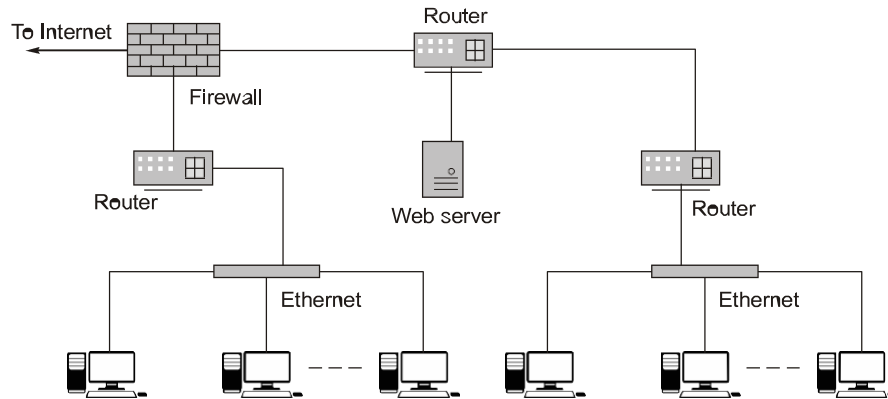 To Internet
Router
Firewall
Router
Web server
Router
Ethernet
Ethernet